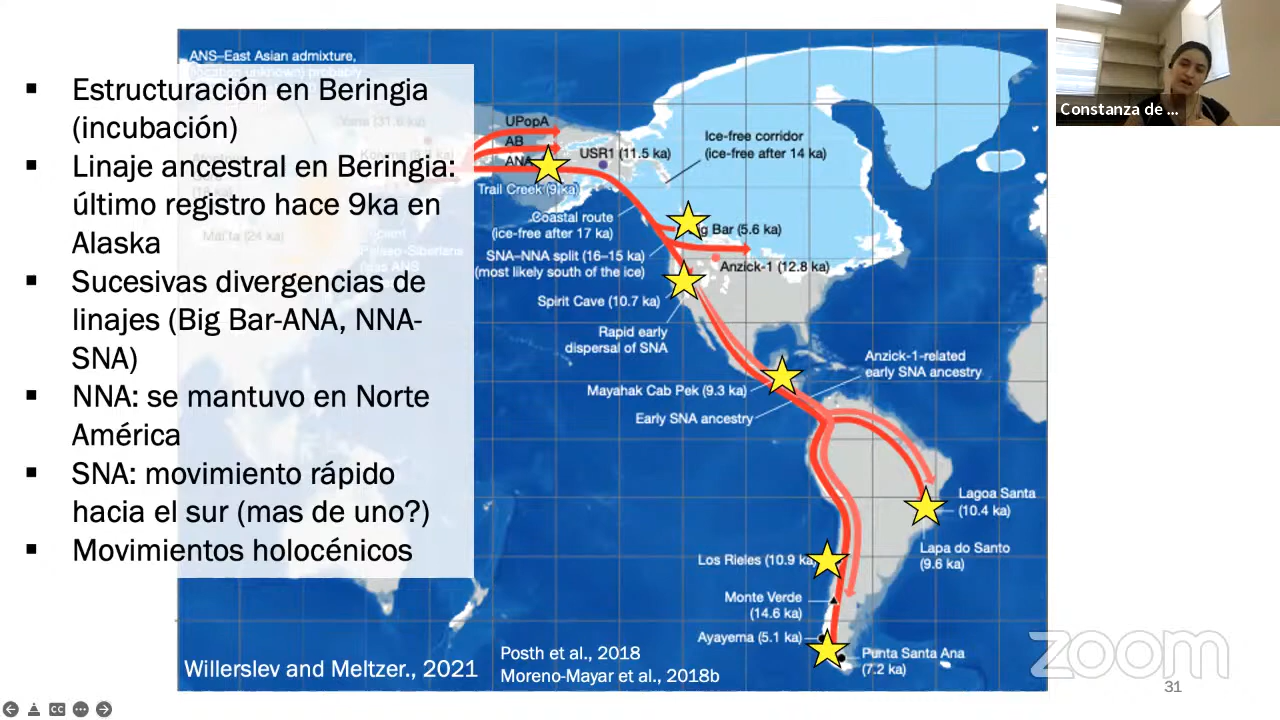 ANS–East Asian admixture,
▪ Estructuración en Beringia
(incubación)
▪ Linaje ancestral en Beringia:
último registro hace 9ka en
Alaska
▪ Sucesivas divergencias de
linajes (Big Bar-ANA, NNA-
SNA)
▪ NNA: se mantuvo en Norte
América
▪ SNA: movimiento rápido
hacia el sur (mas de uno?)
▪ Movimientos holocénicos
Mal'ta (24 ka)
UPopA
AB
ANA
USR1 (11.5 ka)
Trail Creek (9 ka)
Ice-free corridor
(ice-free after 14 ka)
Coastal route
(ice-free after 17 ka)
g Bar (5.6 ka)
SNA–NNA split (16–15 ka)
(most likely south of the ice)
Anzick-1 (12.8 ka)
Spirit Cave (10.7 ka)
Rapid early
dispersal of SNA
Anzick-1-related
early SNA ancestry
Mayahak Cab Pek (9.3 ka)
Early SNA ancestry
Lagoa Santa
(10.4 ka)
Lapa do Santo
(9.6 ka)
Los Rieles (10.9 ka
Monte Verde
(14.6 ka)
Ayayema (5.1 ka)
Punta Santa Ana
(7.2 ka)
Willerslev and Meltzer., 2021
Posth et al., 2018
Moreno-Mayar et al., 2018b
Constanza de ...
zoom
31
CC